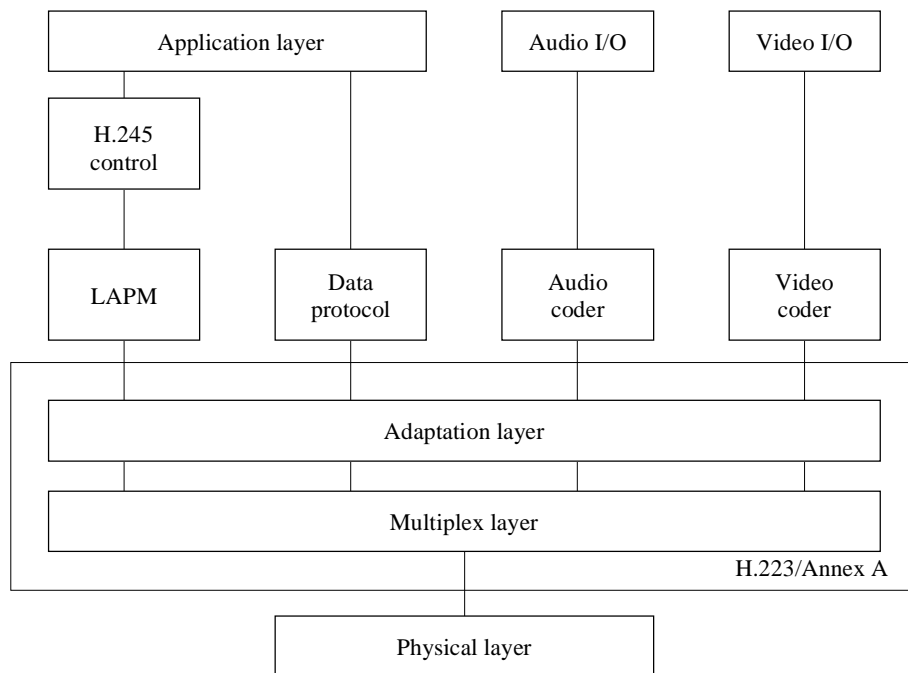 Application layer
Audio I/O
Video I/O
H.245
control
LAPM
Data
protocol
Audio
coder
Video
coder
Adaptation layer
Multiplex layer
H.223/Annex A
Physical layer